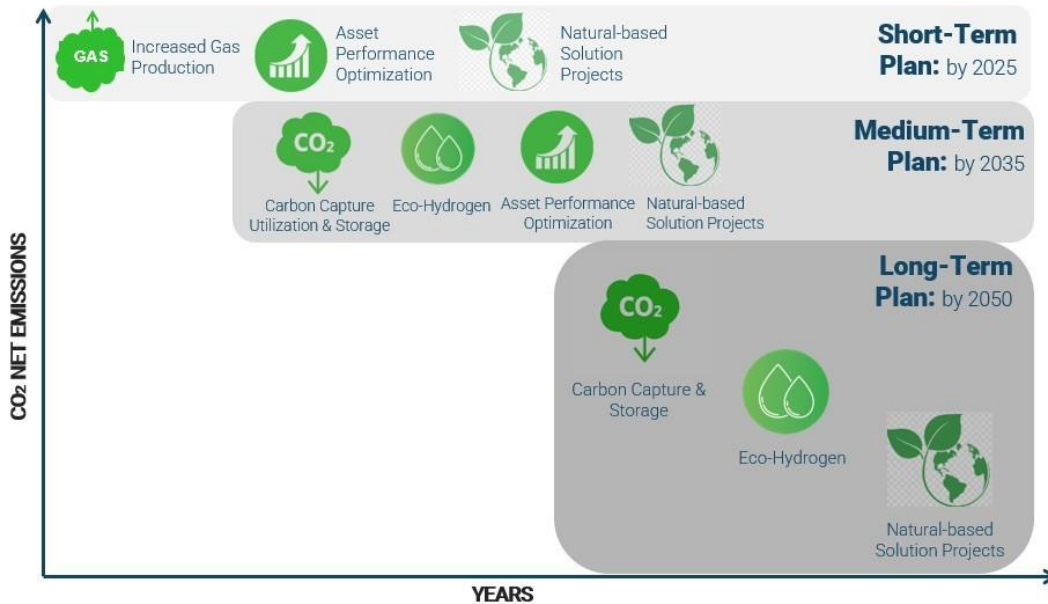 GAS
Increased Gas
Production
Asset
Performance
Optimization
Natural-based
Solution
Projects
Short-Term
Plan: by 2025
CO₂
Carbon Capture
Utilization & Storage
Eco-Hydrogen
Asset Performance
Optimization
Natural-based
Solution Projects
Medium-Term
Plan: by 2035
CO₂
Carbon Capture &
Storage
Eco-Hydrogen
Natural-based
Solution Projects
Long-Term
Plan: by 2050
CO₂ NET EMISSIONS
YEARS